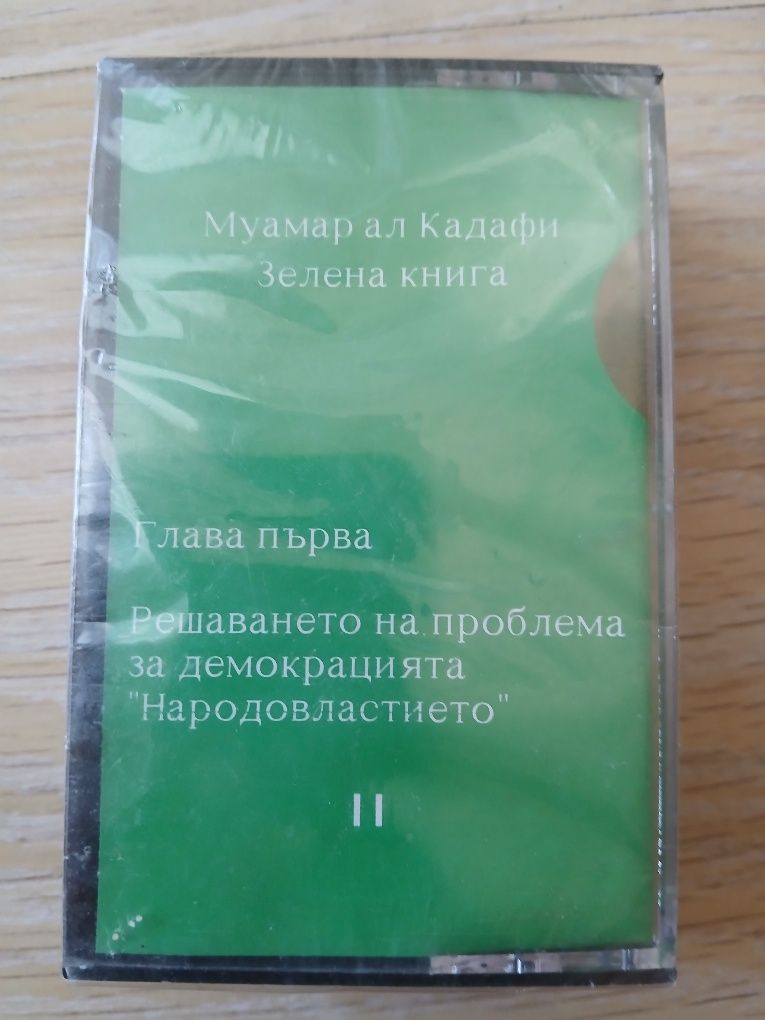 Муамар ал Кадафи
Зелена книга
Глава първа
Решаването на проблема
за демокрацията
"Народовластието"
II